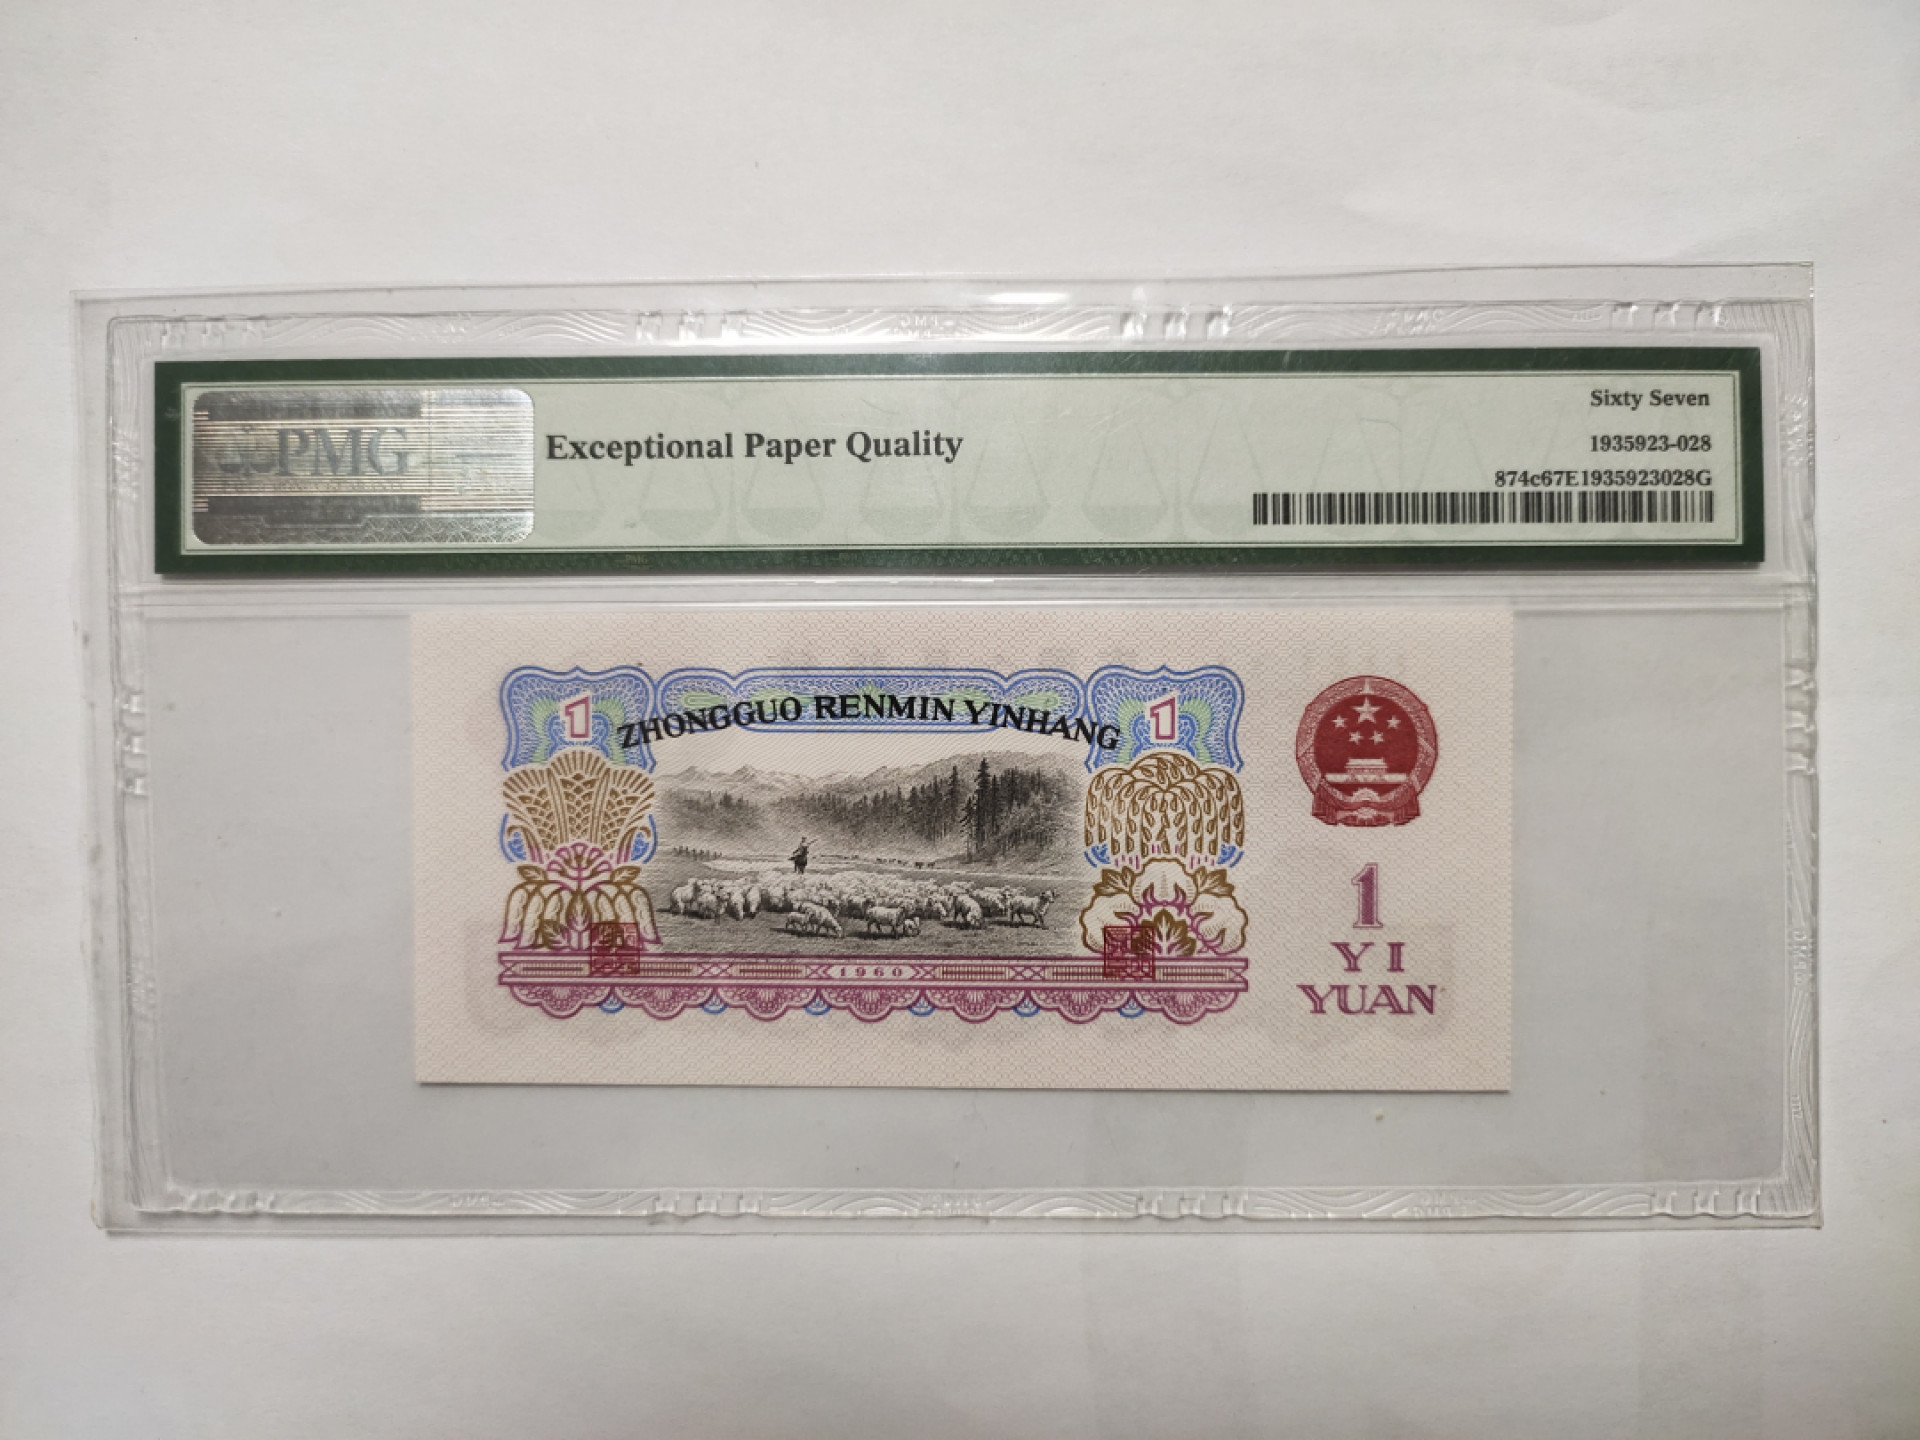 PMG
Exceptional Paper Quality
Sixty Seven
1935923-028
874c67E1935923028G
1
ZHONGGUO RENMIN YINHANG
1
1960
1
YI
YUAN